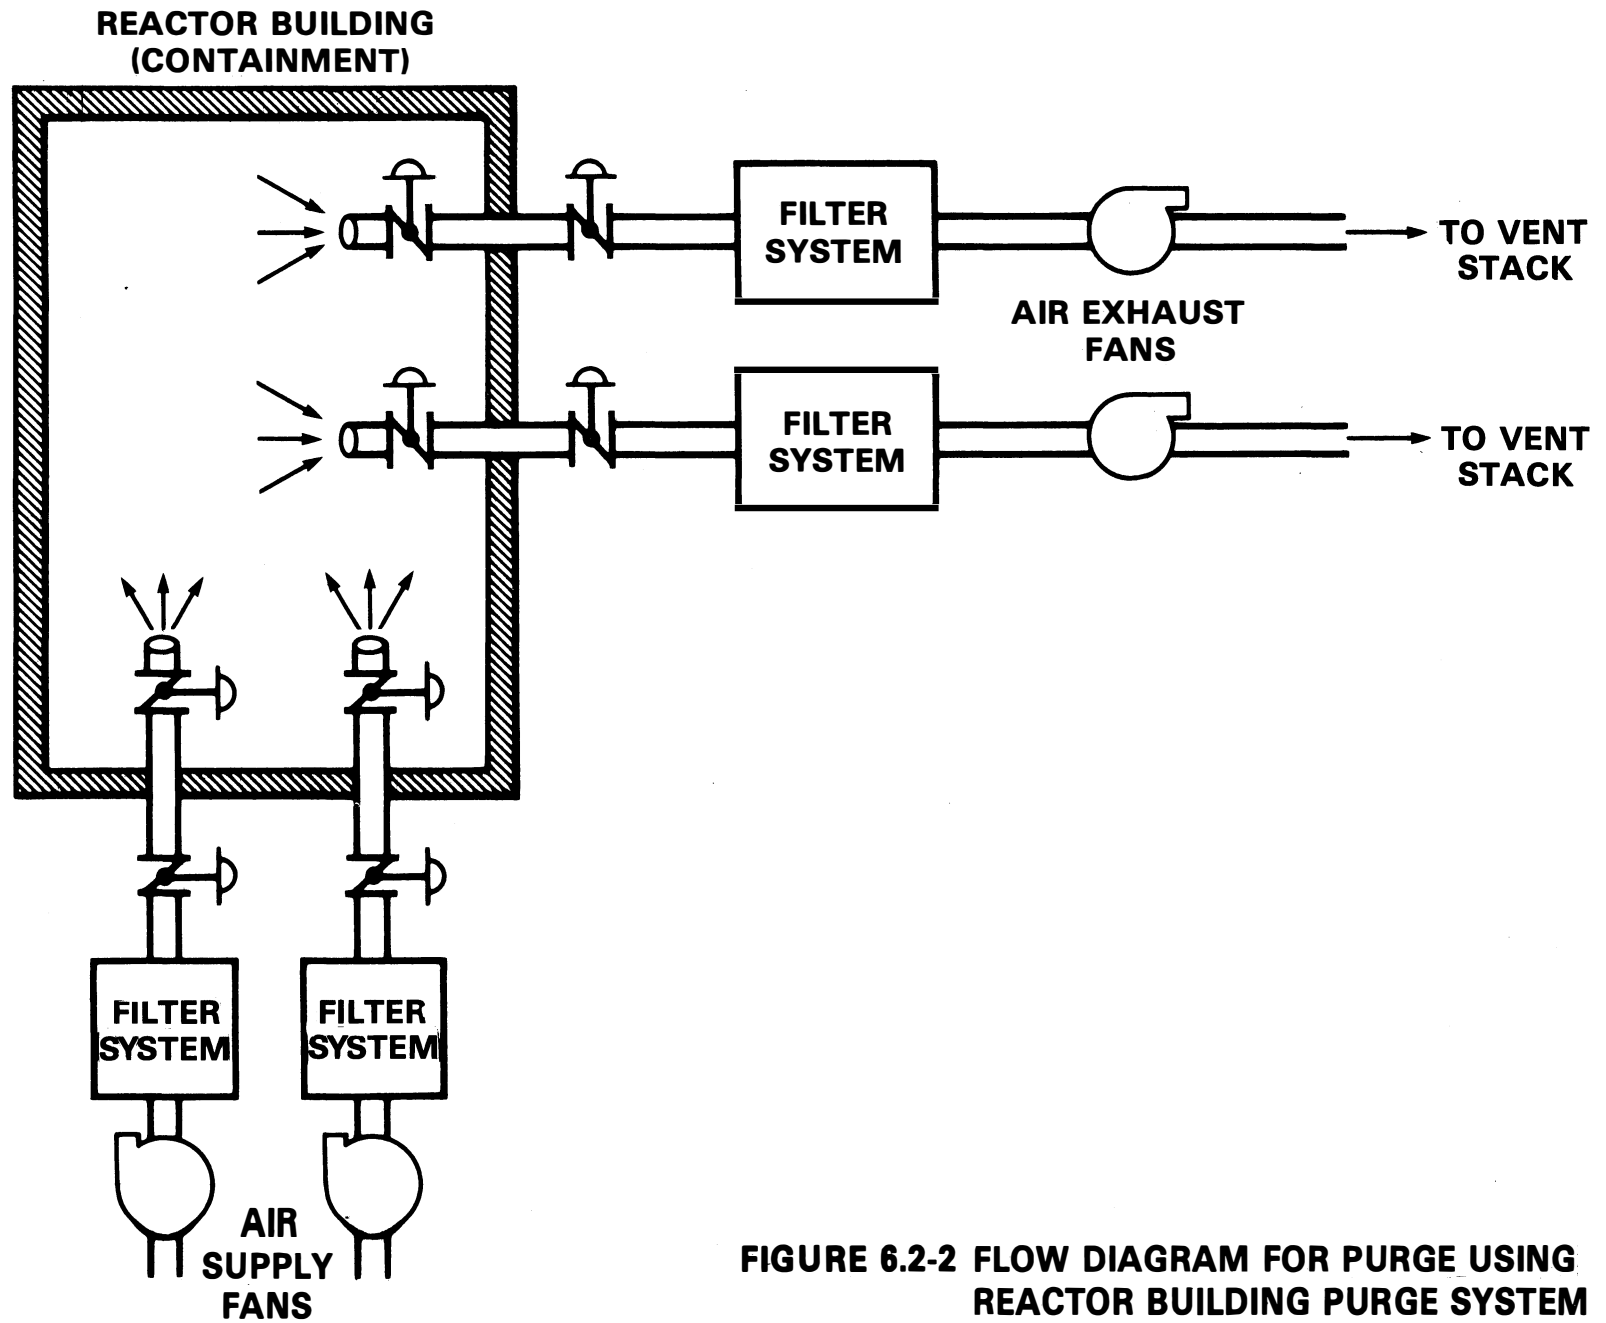 REACTOR BUILDING
(CONTAINMENT)
FILTER
SYSTEM
TO VENT
STACK
AIR EXHAUST
FANS
FILTER
SYSTEM
TO VENT
STACK
FILTER
SYSTEM
FILTER
SYSTEM
AIR
SUPPLY
FANS
FIGURE 6.2-2 FLOW DIAGRAM FOR PURGE USING
REACTOR BUILDING PURGE SYSTEM